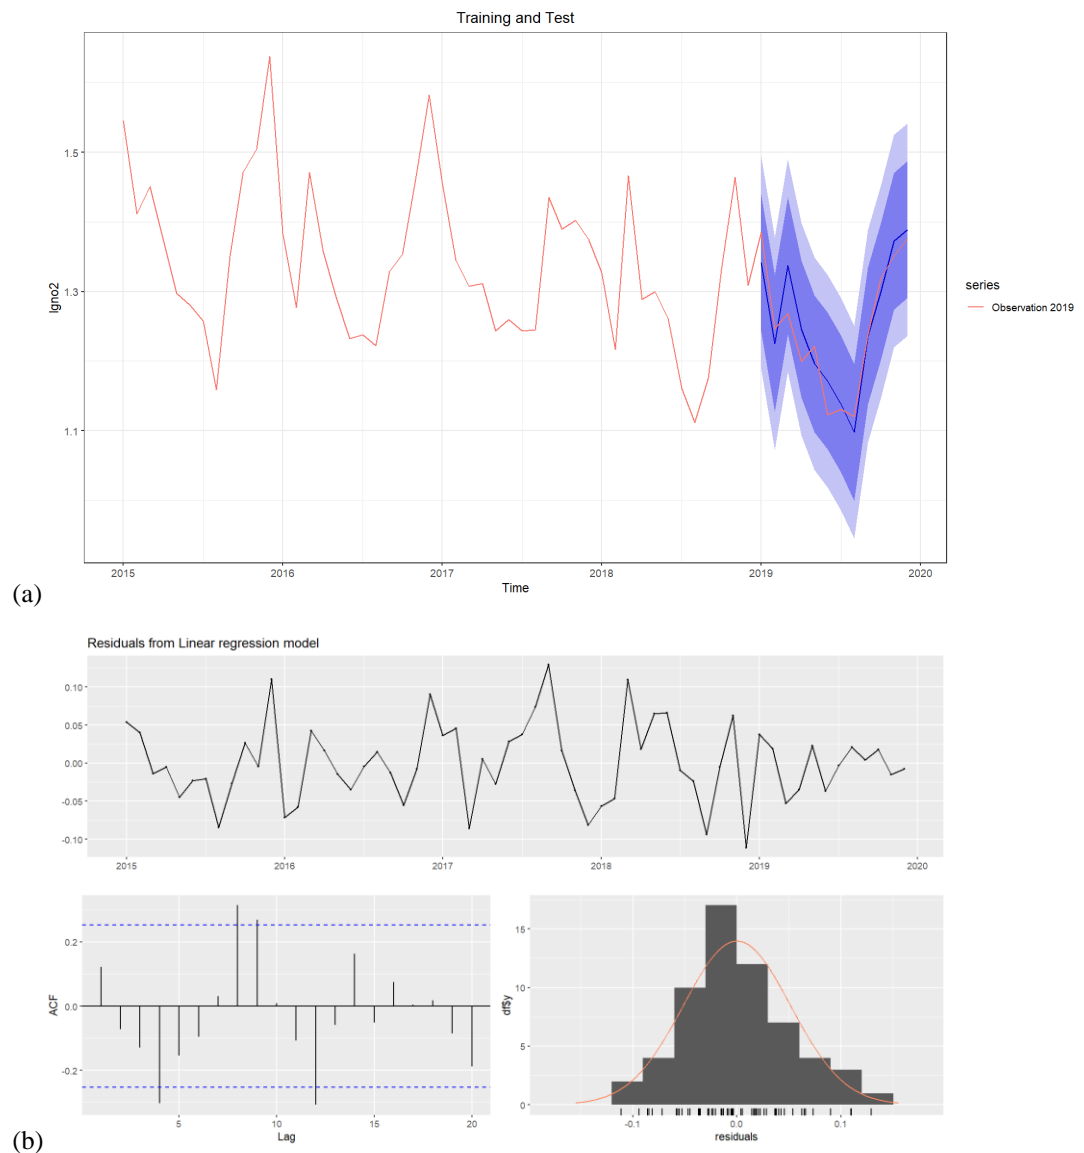 Training and Test
1.5
1.3
1.1
lgno2
2015 2016 2017 2018 2019 2020
Time
series
Observation 2019
(a)
Residuals from Linear regression model
0.10
0.05
0.00
-0.05
-0.10
2015 2016 2017 2018 2019 2020
0.2
0.0
-0.2
ACF
5 10 15 20
Lag
15
10
5
0
df$y
-0.1 0.0 0.1
residuals
(b)